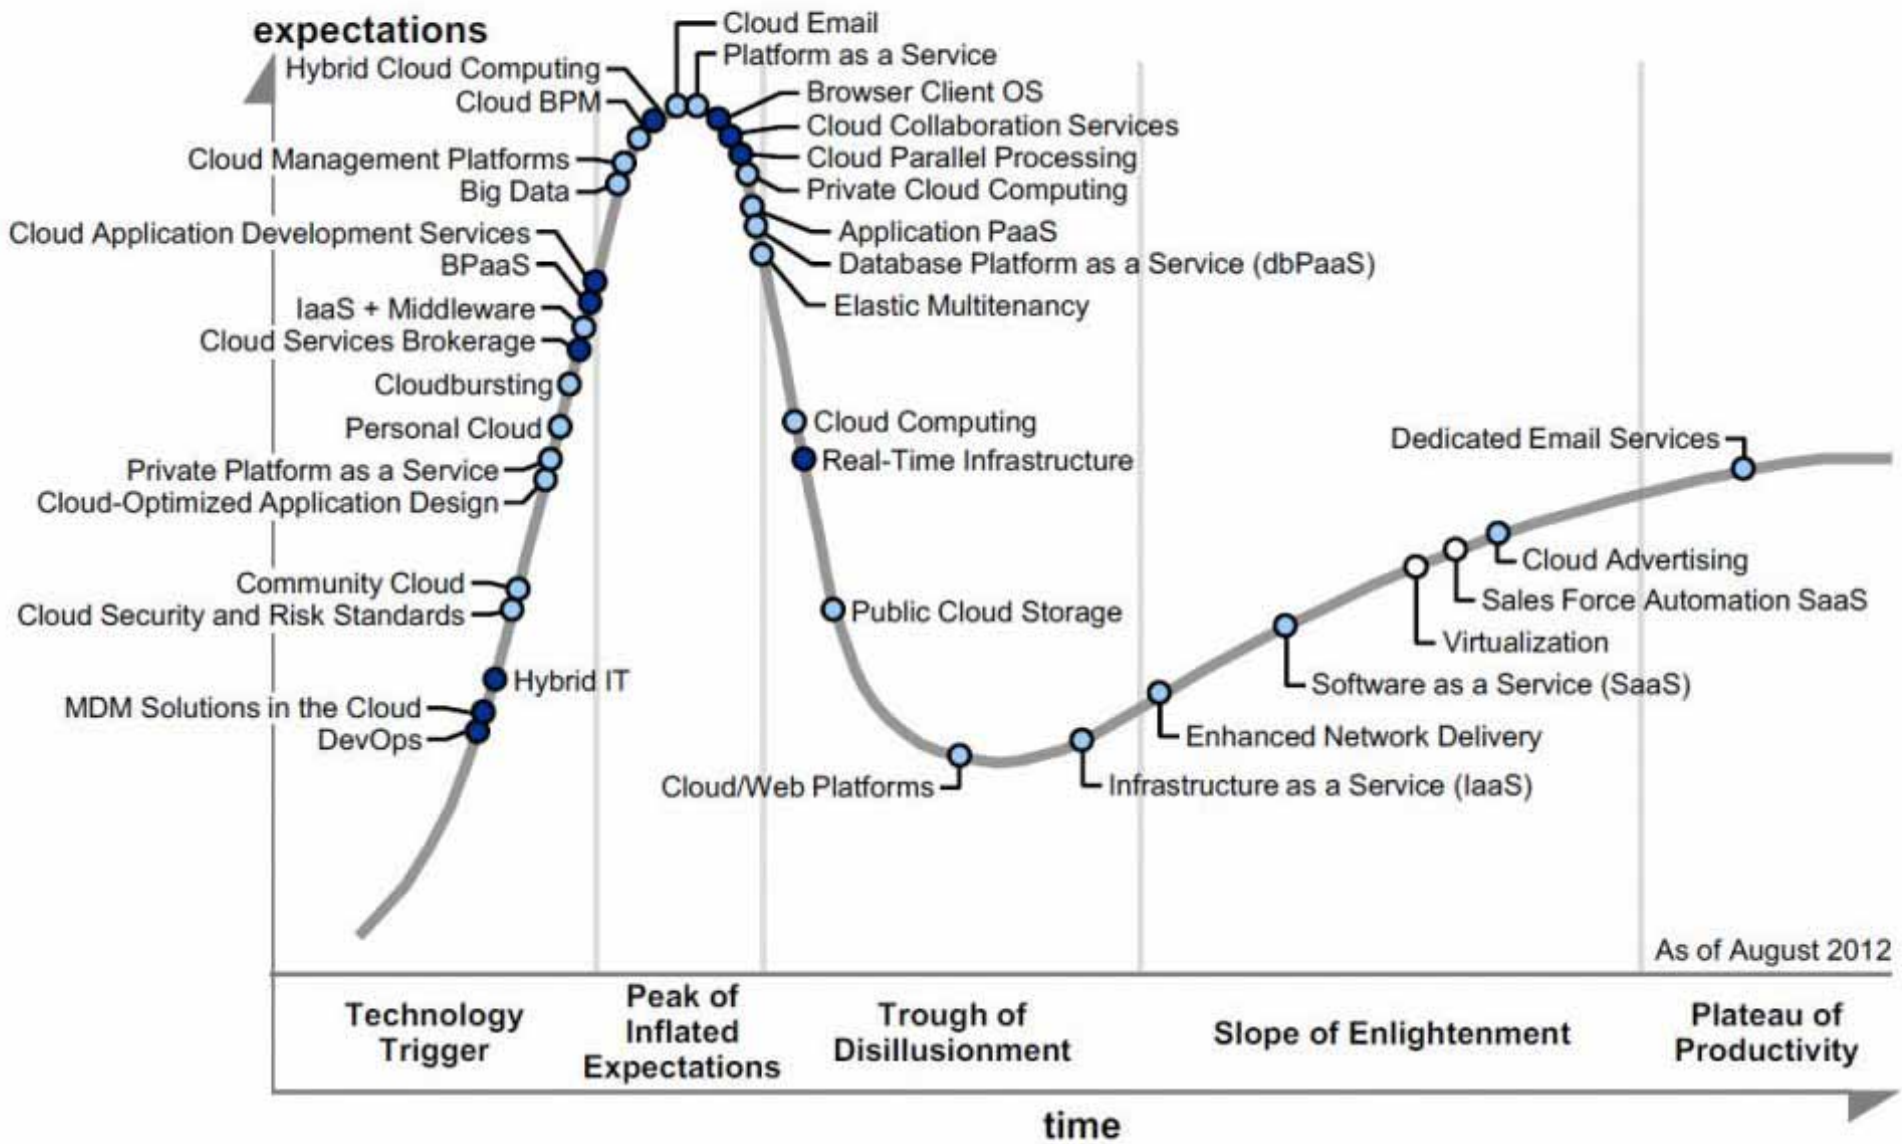 expectations
Cloud Email
Platform as a Service
Hybrid Cloud Computing
Cloud BPM
Browser Client OS
Cloud Collaboration Services
Cloud Parallel Processing
Private Cloud Computing
Cloud Management Platforms
Big Data
Application PaaS
Database Platform as a Service (dbPaaS)
Elastic Multitenancy
Cloud Application Development Services
BPaaS
IaaS + Middleware
Cloud Services Brokerage
Cloudbursting
Personal Cloud
Private Platform as a Service
Cloud-Optimized Application Design
Community Cloud
Cloud Security and Risk Standards
Hybrid IT
MDM Solutions in the Cloud
DevOps
Cloud Computing
Real-Time Infrastructure
Public Cloud Storage
Cloud/Web Platforms
Infrastructure as a Service (IaaS)
Enhanced Network Delivery
Software as a Service (SaaS)
Virtualization
Sales Force Automation SaaS
Cloud Advertising
Dedicated Email Services
As of August 2012
Technology
Trigger
Peak of
Inflated
Expectations
Trough of
Disillusionment
Slope of Enlightenment
Plateau of
Productivity
time